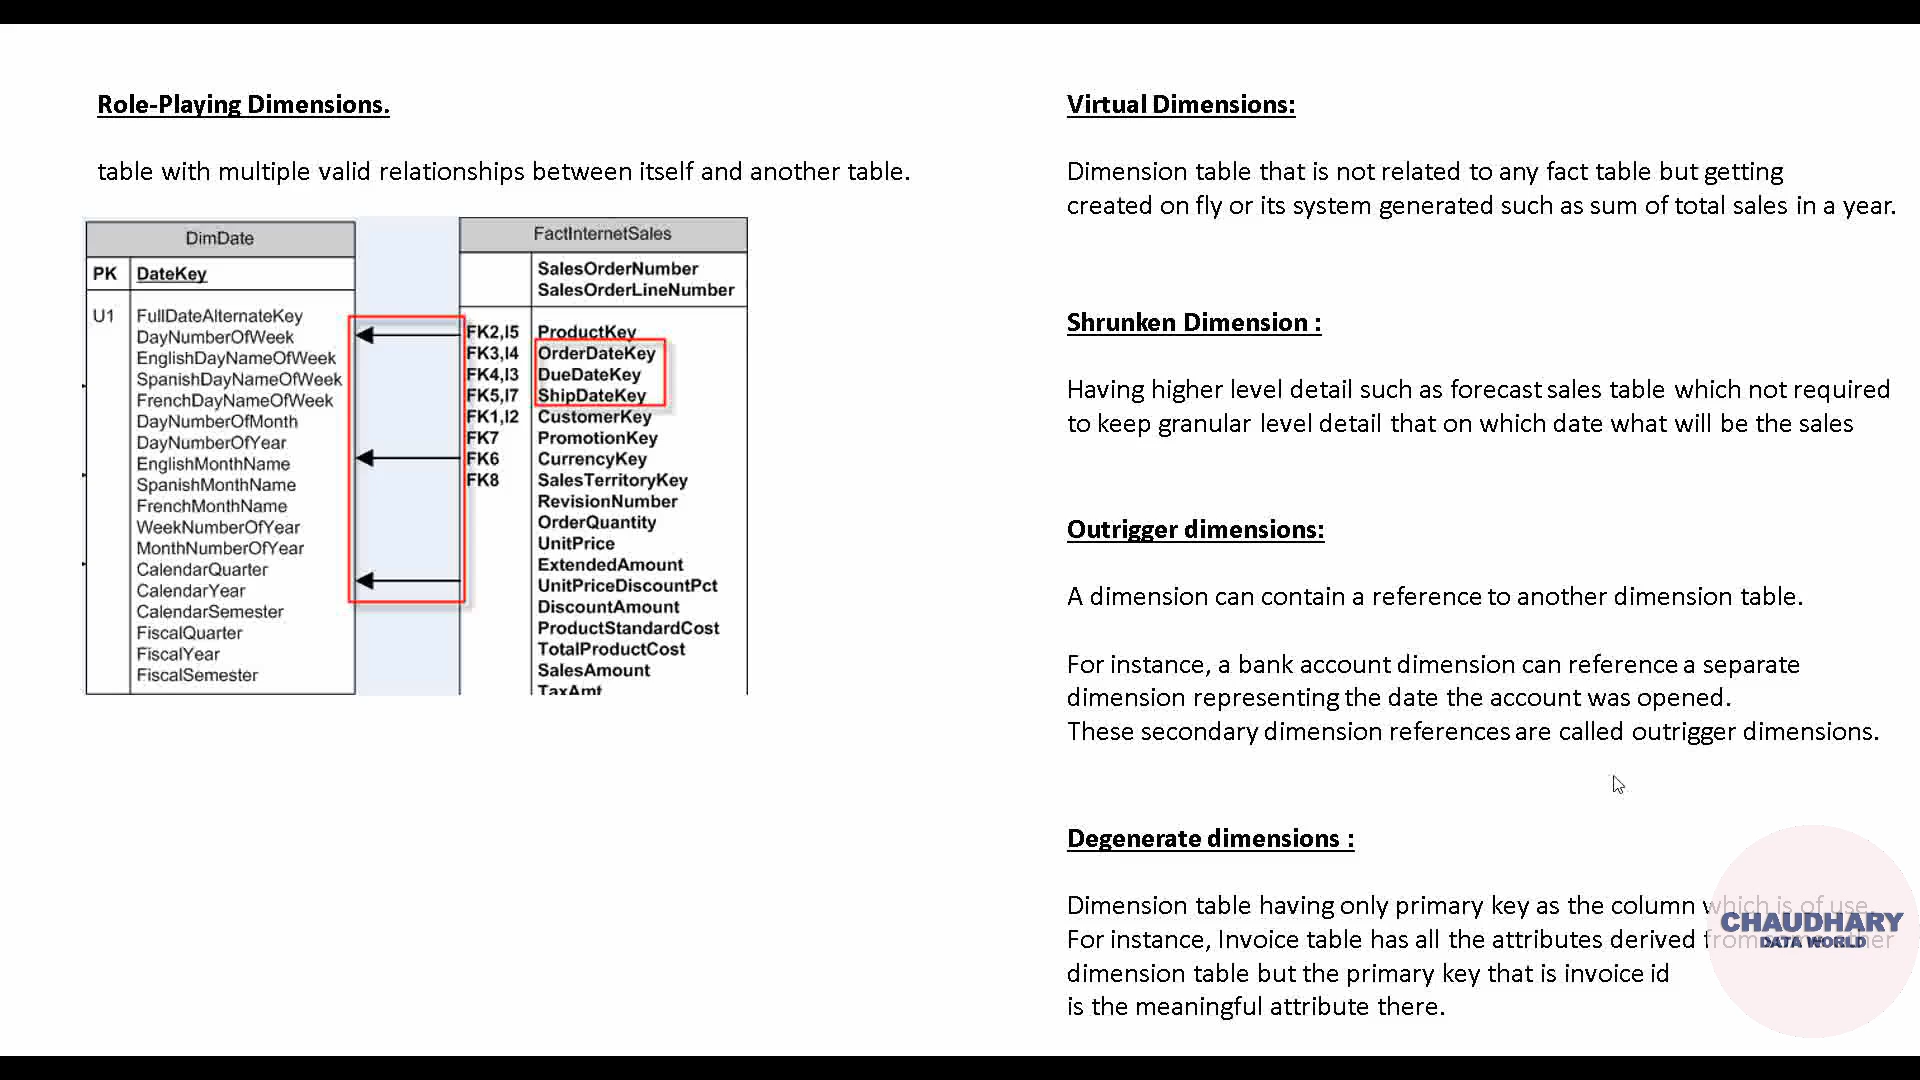 Role-Playing Dimensions.
table with multiple valid relationships between itself and another table.
DimDate
PK DateKey
U1 FullDateAlternateKey
DayNumberOfWeek
EnglishDayNameOfWeek
SpanishDayNameOfWeek
FrenchDayNameOfWeek
DayNumberOfMonth
DayNumberOfYear
EnglishMonthName
SpanishMonthName
FrenchMonthName
WeekNumberOfYear
MonthNumberOfYear
CalendarQuarter
CalendarYear
CalendarSemester
FiscalQuarter
FiscalYear
FiscalSemester
FactInternetSales
SalesOrderNumber
SalesOrderLineNumber
FK2,I5 ProductKey
FK3,I4 OrderDateKey
FK4,I3 DueDateKey
FK5,I7 ShipDateKey
FK1,I2 CustomerKey
FK7 PromotionKey
FK6 CurrencyKey
FK8 SalesTerritoryKey
RevisionNumber
OrderQuantity
UnitPrice
ExtendedAmount
UnitPriceDiscountPct
DiscountAmount
ProductStandardCost
TotalProductCost
SalesAmount
TaxAmt
Virtual Dimensions:
Dimension table that is not related to any fact table but getting
created on fly or its system generated such as sum of total sales in a year.
Shrunken Dimension :
Having higher level detail such as forecast sales table which not required
to keep granular level detail that on which date what will be the sales
Outrigger dimensions:
A dimension can contain a reference to another dimension table.
For instance, a bank account dimension can reference a separate
dimension representing the date the account was opened.
These secondary dimension references are called outrigger dimensions.
Degenerate dimensions :
Dimension table having only primary key as the column which is of use.
For instance, Invoice table has all the attributes derived from
dimension table but the primary key that is invoice id
is the meaningful attribute there.
CHAUDHARY
DATA WORLD